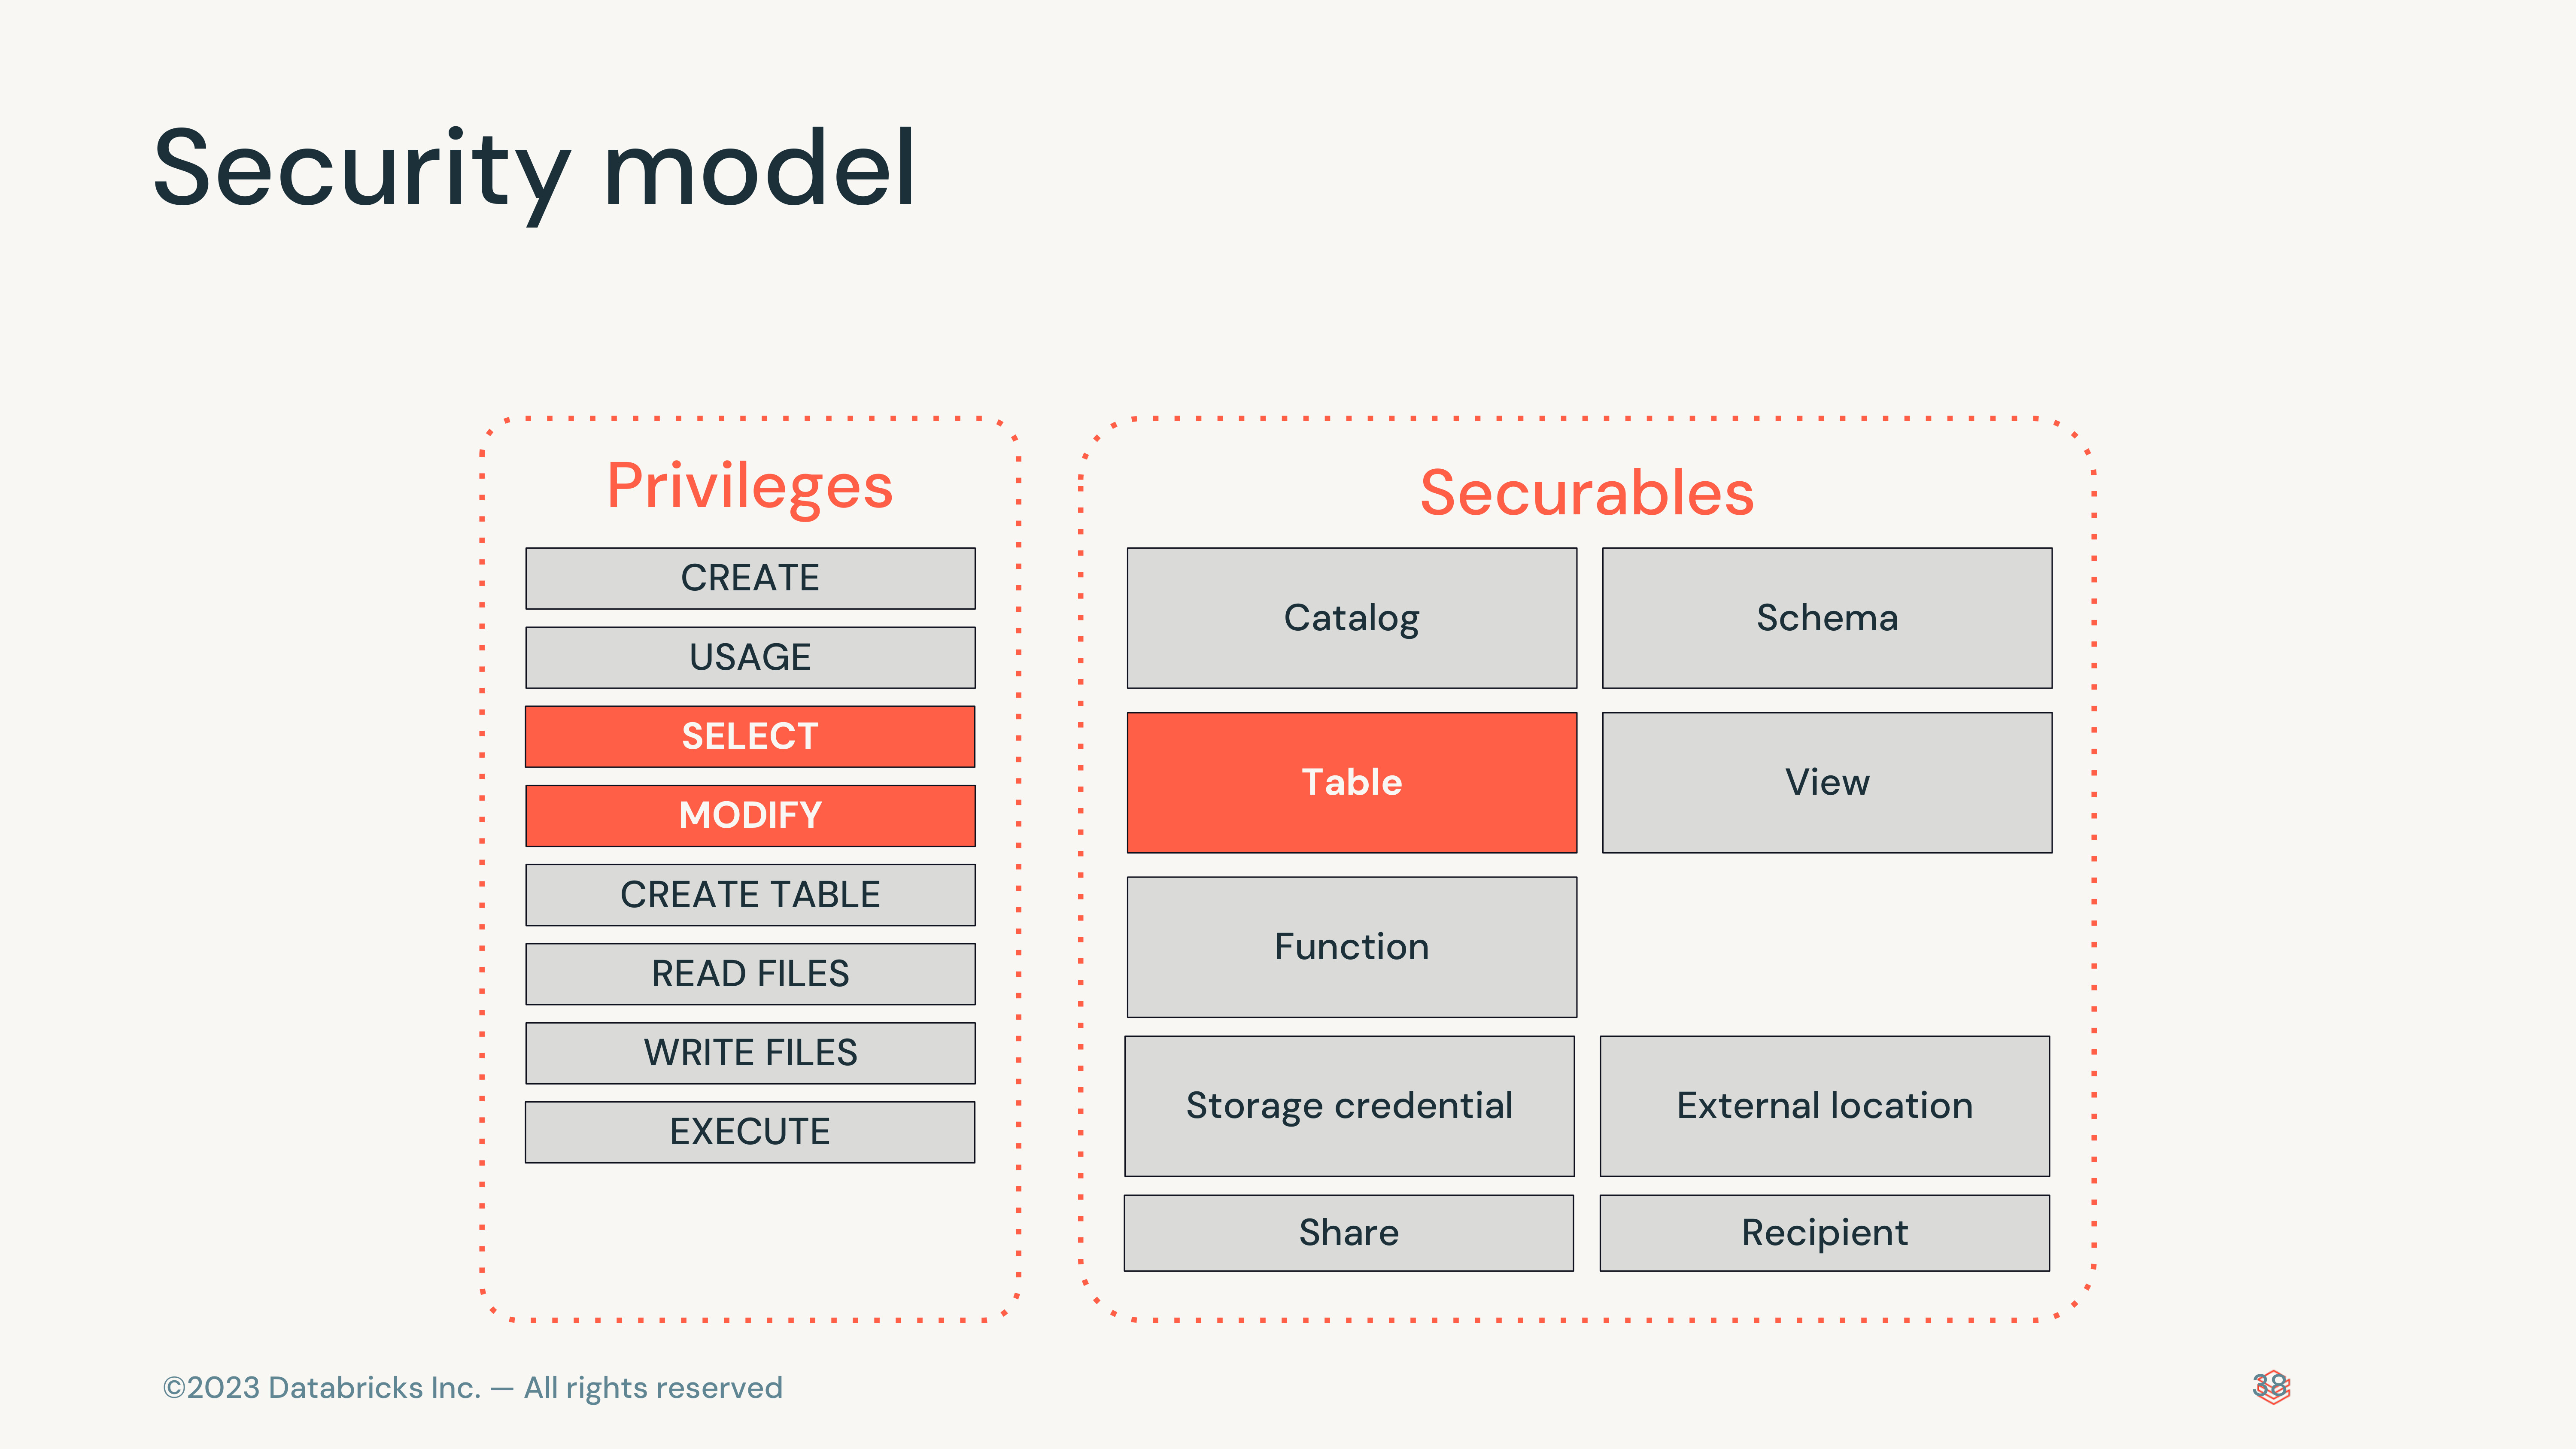 Security model
Privileges
CREATE
USAGE
SELECT
MODIFY
CREATE TABLE
READ FILES
WRITE FILES
EXECUTE
Securables
Catalog
Schema
Table
View
Function
Storage credential
External location
Share
Recipient
©2023 Databricks Inc. — All rights reserved
38